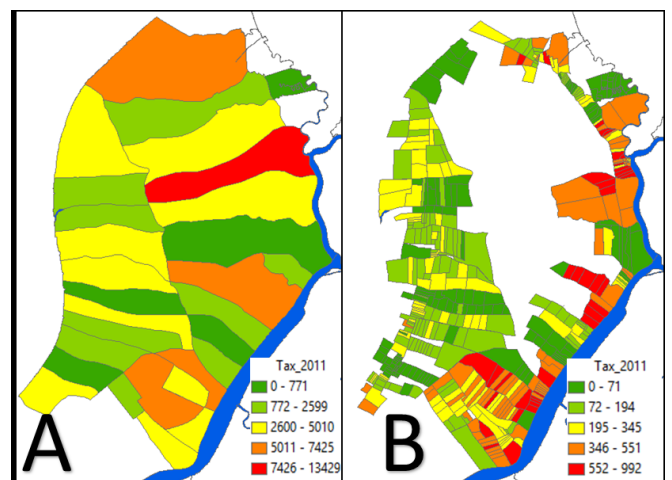 Tax_2011
0 - 771
772 - 2599
2600 - 5010
5011 - 7425
7426 - 13429
A
Tax_2011
0 - 71
72 - 194
195 - 345
346 - 551
552 - 992
B